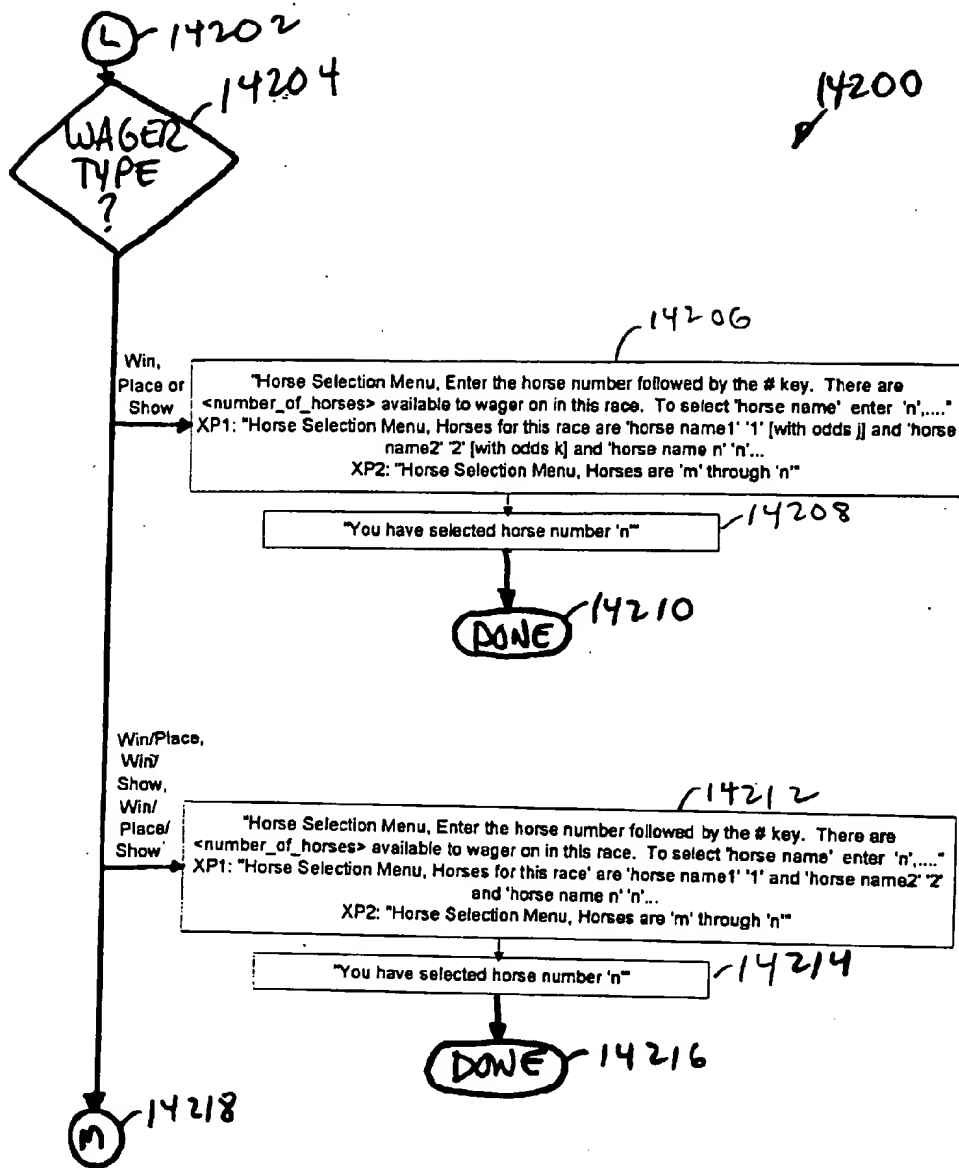 L 14202
14204
WAGER
TYPE
?
14200
14206
Win,
Place or
Show
"Horse Selection Menu, Enter the horse number followed by the # key. There are
<number_of_horses> available to wager on in this race. To select 'horse name' enter 'n',...."
XP1: "Horse Selection Menu, Horses for this race are 'horse name1' '1' [with odds j] and 'horse
name2' '2' [with odds k] and 'horse name n' 'n'...
XP2: "Horse Selection Menu, Horses are 'm' through 'n'"
14208
"You have selected horse number 'n'"
DONE 14210
Win/Place,
Win/
Show,
Win/
Place/
Show
14212
"Horse Selection Menu, Enter the horse number followed by the # key. There are
<number_of_horses> available to wager on in this race. To select 'horse name' enter 'n',...."
XP1: "Horse Selection Menu, Horses for this race' are 'horse name1' '1' and 'horse name2' '2'
and 'horse name n' 'n'...
XP2: "Horse Selection Menu, Horses are 'm' through 'n'"
14214
"You have selected horse number 'n'"
DONE 14216
M 14218